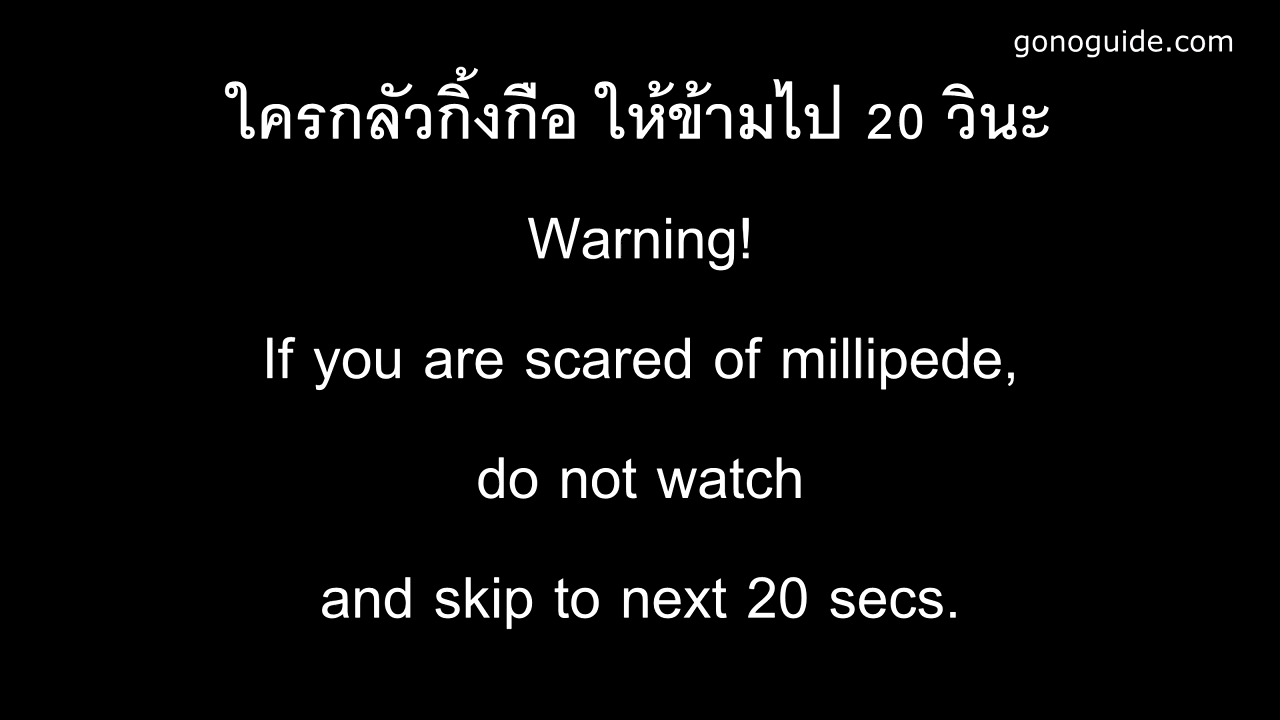 gonoguide.com
ใครกลัวกิ้งกือ ให้ข้ามไป 20 วินะ
Warning!
If you are scared of millipede,
do not watch
and skip to next 20 secs.